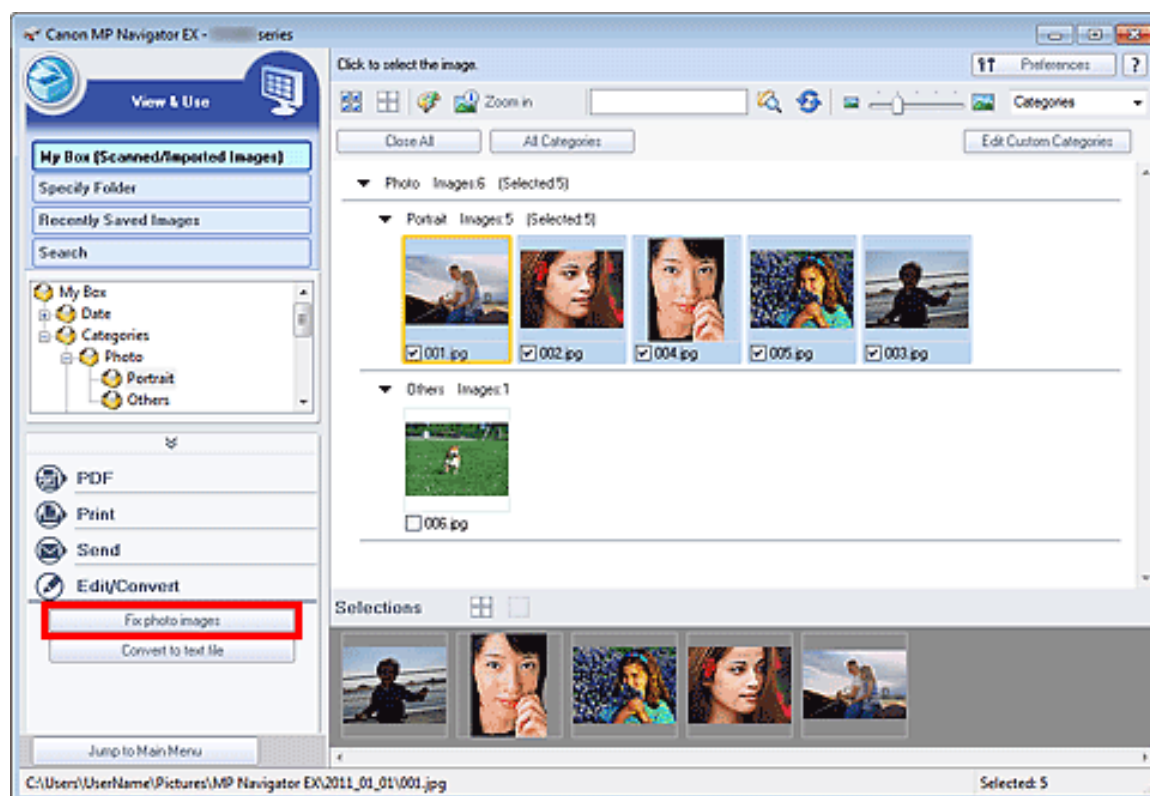 Canon MP Navigator EX - series
View & Use
Click to select the image.
Preferences
?
Zoom in
Categories
Close All
All Categories
Edit Custom Categories
My Box (Scanned/Imported Images)
Specify Folder
Recently Saved Images
Search
My Box
Date
Categories
Photo
Portrait
Others
Photo Images:6 (Selected:5)
Portrait Images:5 (Selected:5)
001.jpg
002.jpg
004.jpg
005.jpg
003.jpg
Others Images:1
006.jpg
PDF
Print
Send
Edit/Convert
Fix photo images
Convert to text file
Jump to Main Menu
Selections
C:\Users\UserName\Pictures\MP Navigator EX\2011_01_01\001.jpg
Selected: 5